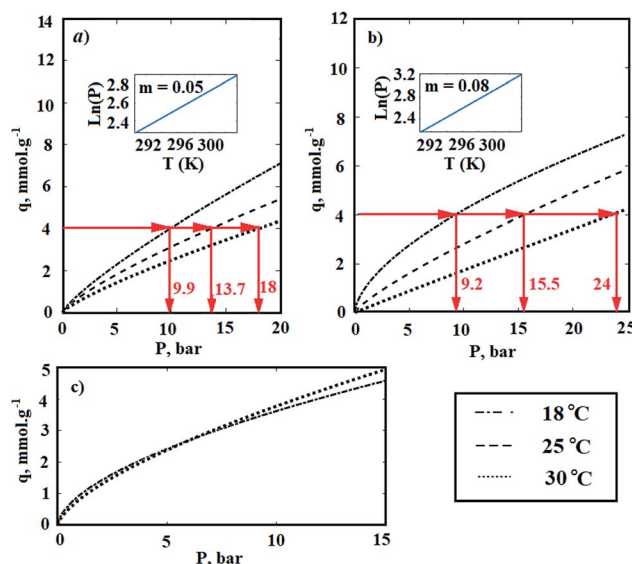 a)
m = 0.05
Ln(P)
2.8
2.6
2.4
292 296 300
T (K)
q, mmol.g-1
14
12
10
8
6
4
2
0
9.9
13.7
18
0 5 10 15 20
P, bar
b)
m = 0.08
Ln(P)
3.2
2.8
2.4
292 296 300
T (K)
q, mmol.g-1
12
10
8
6
4
2
0
9.2
15.5
24
0 5 10 15 20 25
P, bar
c)
q, mmol.g-1
5
4
3
2
1
0
0 5 10 15
P, bar
18 °C
25 °C
30 °C